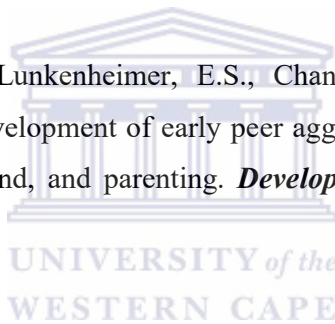 Lunkenheimer, E.S., Chan
velopment of early peer agg
nd, and parenting. Develop
UNIVERSITY of the
WESTERN CAPE